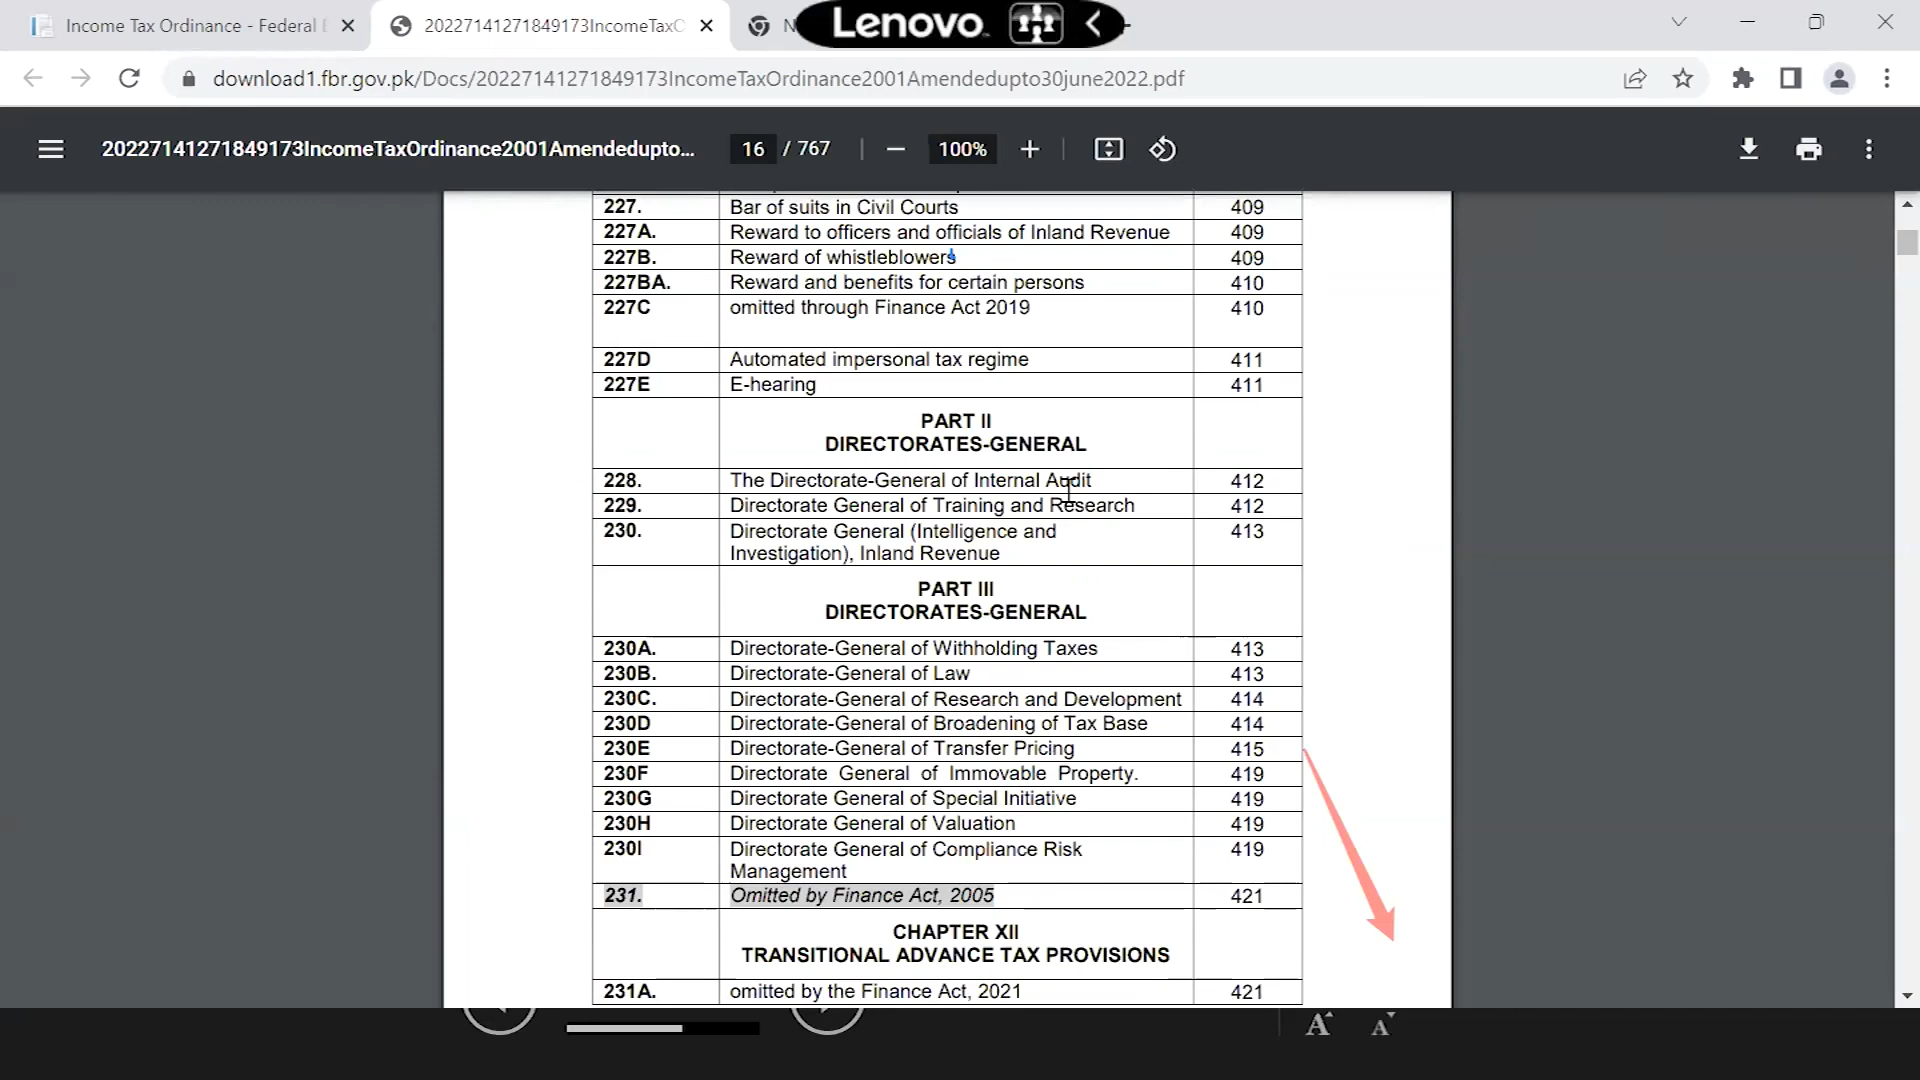 Income Tax Ordinance - Federal
20227141271849173IncomeTaxO
N
Lenovo
download1.fbr.gov.pk/Docs/20227141271849173IncomeTaxOrdinance2001Amendedupto30june2022.pdf
20227141271849173IncomeTaxOrdinance2001Amendedupto...
16 / 767
100%
227. Bar of suits in Civil Courts 409
227A. Reward to officers and officials of Inland Revenue 409
227B. Reward of whistleblowers 409
227BA. Reward and benefits for certain persons 410
227C omitted through Finance Act 2019 410
227D Automated impersonal tax regime 411
227E E-hearing 411
PART II
DIRECTORATES-GENERAL
228. The Directorate-General of Internal Audit 412
229. Directorate General of Training and Research 412
230. Directorate General (Intelligence and 413
Investigation), Inland Revenue
PART III
DIRECTORATES-GENERAL
230A. Directorate-General of Withholding Taxes 413
230B. Directorate-General of Law 413
230C. Directorate-General of Research and Development 414
230D Directorate-General of Broadening of Tax Base 414
230E Directorate-General of Transfer Pricing 415
230F Directorate General of Immovable Property. 419
230G Directorate General of Special Initiative 419
230H Directorate General of Valuation 419
230I Directorate General of Compliance Risk 419
Management
231. Omitted by Finance Act, 2005 421
CHAPTER XII
TRANSITIONAL ADVANCE TAX PROVISIONS
231A. omitted by the Finance Act, 2021 421
A A